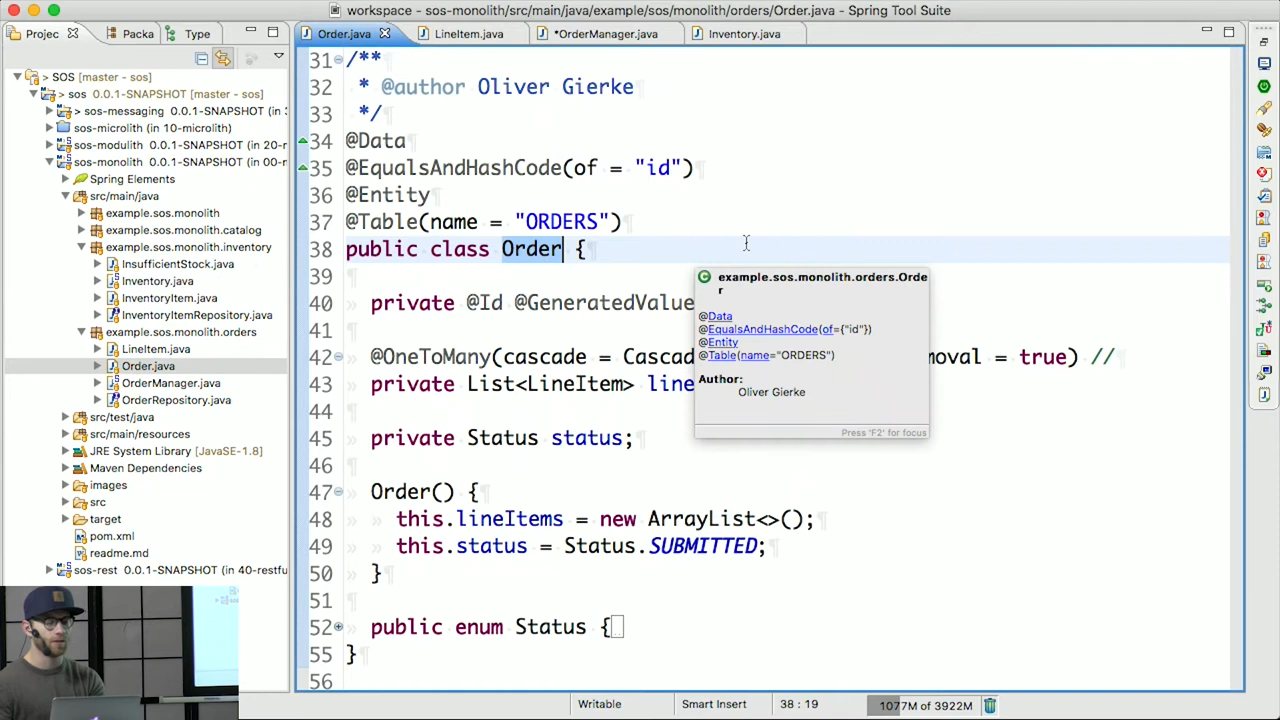 workspace - sos-monolith/src/main/java/example/sos/monolith/orders/Order.java - Spring Tool Suite
Projec
Packa
Type
> SOS [master - sos]
> sos 0.0.1-SNAPSHOT [master - sos]
> sos-messaging 0.0.1-SNAPSHOT (in 3
sos-microlith (in 10-microlith)
sos-modulith 0.0.1-SNAPSHOT (in 20-r
sos-monolith 0.0.1-SNAPSHOT (in 00-
Spring Elements
src/main/java
example.sos.monolith
example.sos.monolith.catalog
example.sos.monolith.inventory
InsufficientStock.java
Inventory.java
InventoryItem.java
InventoryItemRepository.java
example.sos.monolith.orders
LineItem.java
Order.java
OrderManager.java
OrderRepository.java
src/test/java
src/main/resources
JRE System Library [JavaSE-1.8]
Maven Dependencies
images
src
target
pom.xml
readme.md
sos-rest 0.0.1-SNAPSHOT (in 40-restfu
Order.java
LineItem.java
*OrderManager.java
Inventory.java
31 /**
32 * @author Oliver Gierke
33 */
34 @Data
35 @EqualsAndHashCode(of = "id")
36 @Entity
37 @Table(name = "ORDERS")
38 public class Order {
39
40 private @Id @GeneratedValue
41
42 @OneToMany(cascade = Cascad moval = true) //
43 private List<LineItem> line
44
45 private Status status;
46
47 Order() {
48 this.lineItems = new ArrayList<>();
49 this.status = Status.SUBMITTED;
50 }
51
52 public enum Status {
55 }
56
example.sos.monolith.orders.Orde
r
@Data
@EqualsAndHashCode(of={"id"})
@Entity
@Table(name="ORDERS")
Author:
Oliver Gierke
Press 'F2' for focus
Writable
Smart Insert
38 : 19
1077M of 3922M